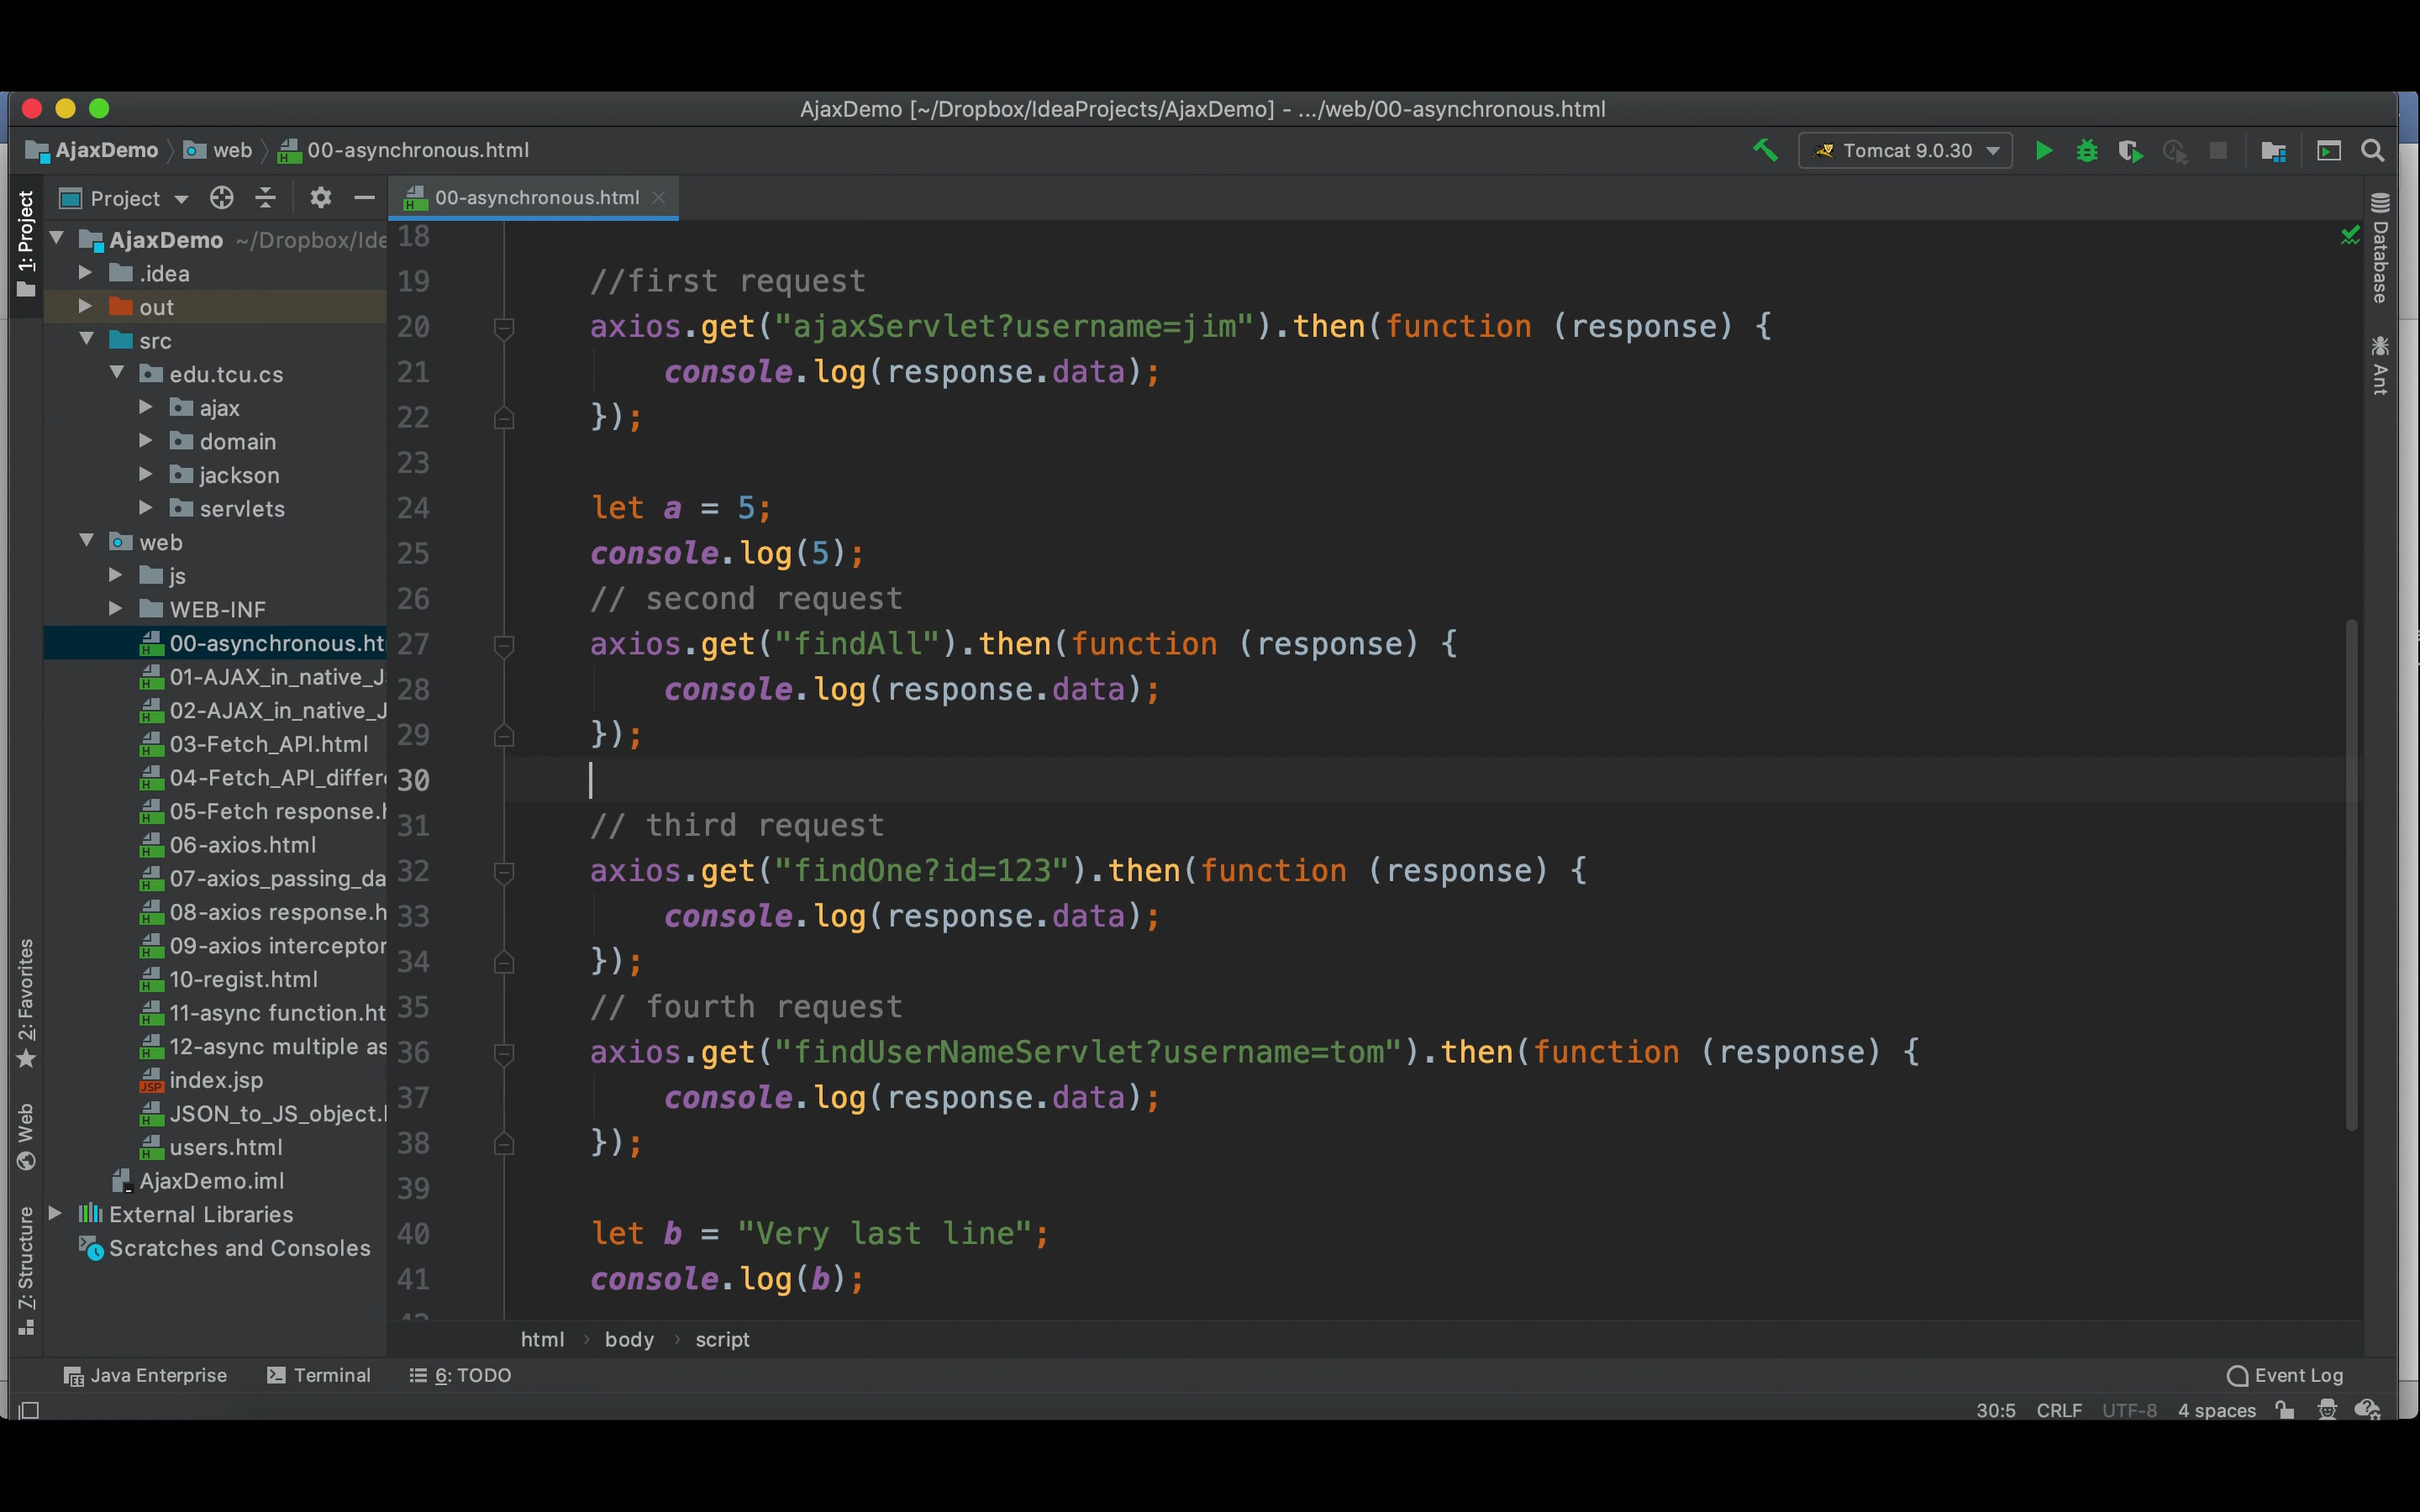 AjaxDemo [~/Dropbox/IdeaProjects/AjaxDemo] - .../web/00-asynchronous.html
AjaxDemo web 00-asynchronous.html
Tomcat 9.0.30
1: Project
Project
00-asynchronous.html
AjaxDemo ~/Dropbox/Ide
.idea
out
src
edu.tcu.cs
ajax
domain
jackson
servlets
web
js
WEB-INF
00-asynchronous.ht
01-AJAX_in_native_J
02-AJAX_in_native_J
03-Fetch_API.html
04-Fetch_API_differe
05-Fetch response.h
06-axios.html
07-axios_passing_da
08-axios response.h
09-axios interceptor
10-regist.html
11-async function.ht
12-async multiple as
index.jsp
JSON_to_JS_object.
users.html
AjaxDemo.iml
External Libraries
Scratches and Consoles
2: Favorites
Web
Z: Structure
18
19 //first request
20 axios.get("ajaxServlet?username=jim").then(function (response) {
21 console.log(response.data);
22 });
23
24 let a = 5;
25 console.log(5);
26 // second request
27 axios.get("findAll").then(function (response) {
28 console.log(response.data);
29 });
30
31 // third request
32 axios.get("findOne?id=123").then(function (response) {
33 console.log(response.data);
34 });
35 // fourth request
36 axios.get("findUserNameServlet?username=tom").then(function (response) {
37 console.log(response.data);
38 });
39
40 let b = "Very last line";
41 console.log(b);
Database
Ant
html › body › script
Java Enterprise Terminal 6: TODO
Event Log
30:5 CRLF UTF-8 4 spaces